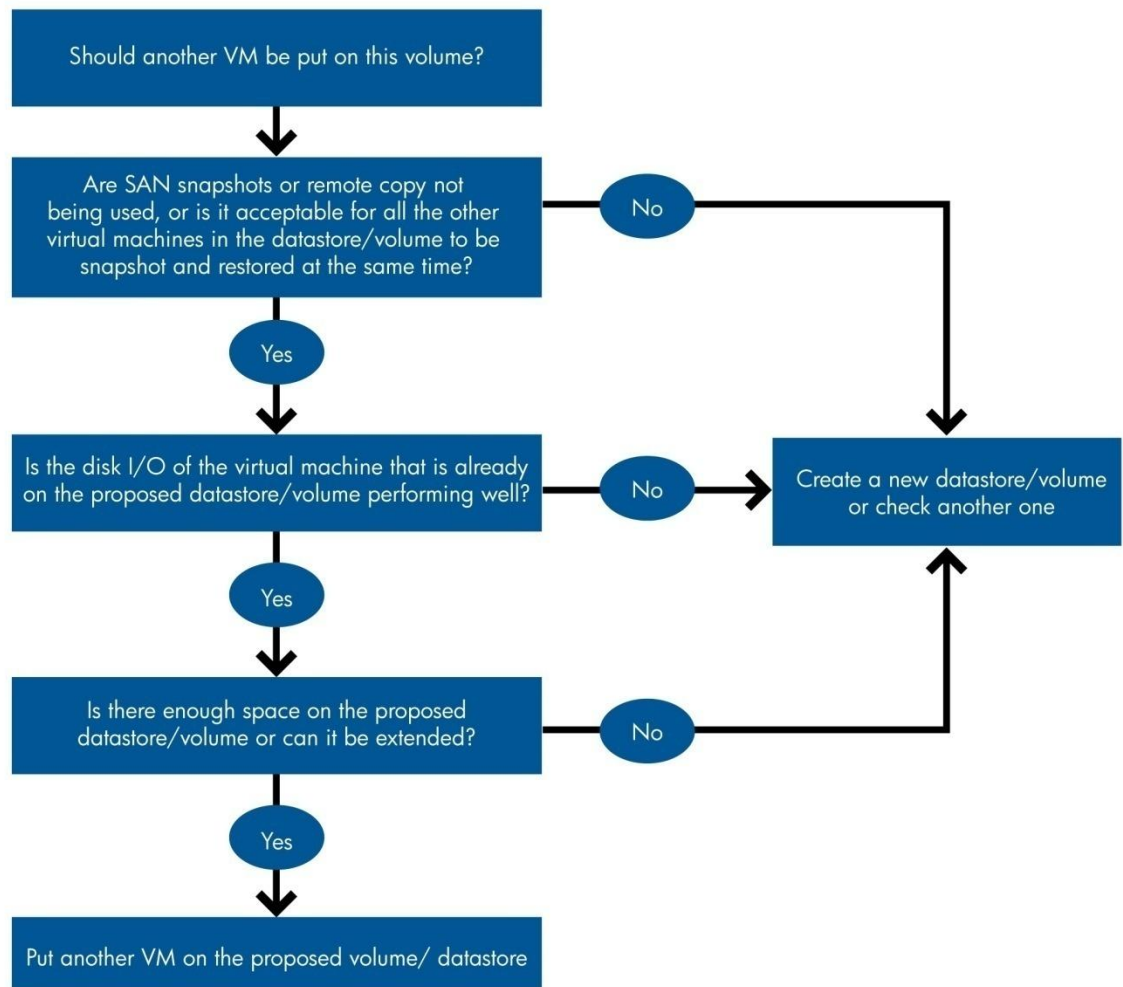 Should another VM be put on this volume?
Are SAN snapshots or remote copy not
being used, or is it acceptable for all the other
virtual machines in the datastore/volume to be
snapshot and restored at the same time?
No
Yes
Is the disk I/O of the virtual machine that is already
on the proposed datastore/volume performing well?
No
Create a new datastore/volume
or check another one
Yes
Is there enough space on the proposed
datastore/volume or can it be extended?
No
Yes
Put another VM on the proposed volume/ datastore